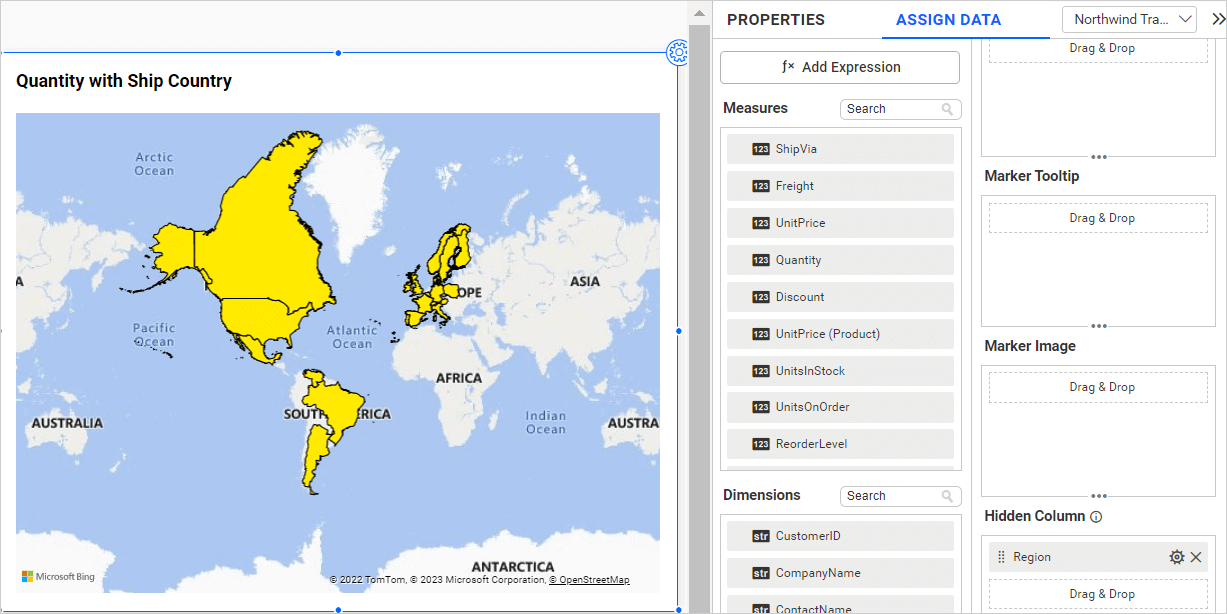 Quantity with Ship Country
Arctic
Ocean
A
OPE
ASIA
Pacific
Ocean
Atlantic
Ocean
AFRICA
SOUTH
ERICA
Indian
Ocean
AUSTRALIA
AUSTRA
ANTARCTICA
Microsoft Bing
© 2022 TomTom, © 2023 Microsoft Corporation, © OpenStreetMap
PROPERTIES
ASSIGN DATA
Northwind Tra...
ƒx Add Expression
Measures
Search
123 ShipVia
123 Freight
123 UnitPrice
123 Quantity
123 Discount
123 UnitPrice (Product)
123 UnitsInStock
123 UnitsOnOrder
123 ReorderLevel
Dimensions
Search
str CustomerID
str CompanyName
str ContactName
Drag & Drop
Marker Tooltip
Drag & Drop
Marker Image
Drag & Drop
Hidden Column
Region
Drag & Drop